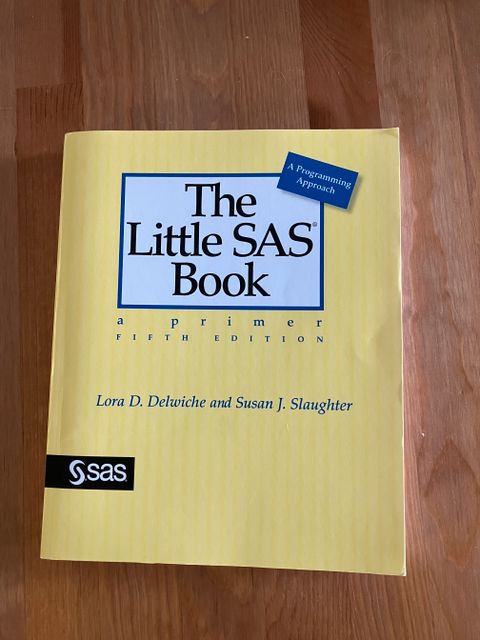 A Programming
Approach
The
Little SAS®
Book
a primer
FIFTH EDITION
Lora D. Delwiche and Susan J. Slaughter
sas